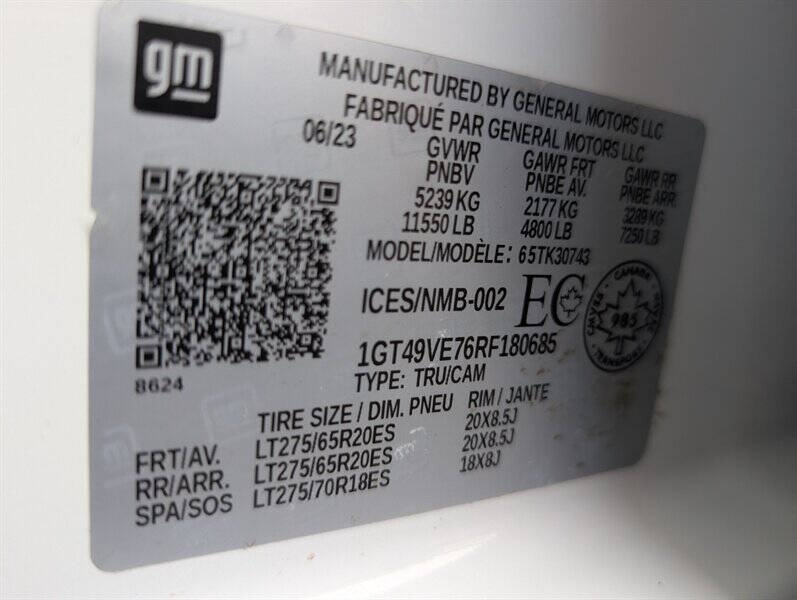 gm
MANUFACTURED BY GENERAL MOTORS LLC
FABRIQUÉ PAR GENERAL MOTORS LLC
06/23
GVWR GAWR FRT GAWR RR
PNBV PNBE AV. PNBE ARR.
5239 KG 2177 KG 3289 KG
11550 LB 4800 LB 7250 LB
MODEL/MODÈLE: 65TK30743
ICES/NMB-002 EC
CANADA
CMVSS NSVAC
985
TRANSPORT
1GT49VE76RF180685
TYPE: TRU/CAM
8624
TIRE SIZE / DIM. PNEU RIM / JANTE
FRT/AV. LT275/65R20ES 20X8.5J
RR/ARR. LT275/65R20ES 20X8.5J
SPA/SOS LT275/70R18ES 18X8J